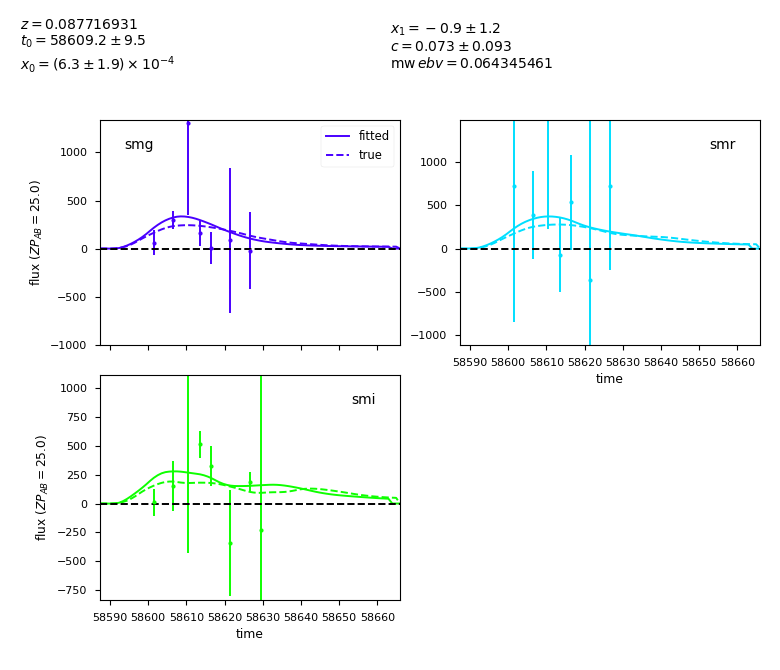 z = 0.087716931
t₀ = 58609.2 ± 9.5
x₀ = (6.3 ± 1.9) × 10⁻⁴
x₁ = −0.9 ± 1.2
c = 0.073 ± 0.093
mw ebv = 0.064345461
smg
fitted
true
1000
500
0
−500
−1000
flux (ZP_AB = 25.0)
smr
1000
500
0
−500
−1000
58590 58600 58610 58620 58630 58640 58650 58660
time
smi
1000
750
500
250
0
−250
−500
−750
flux (ZP_AB = 25.0)
58590 58600 58610 58620 58630 58640 58650 58660
time